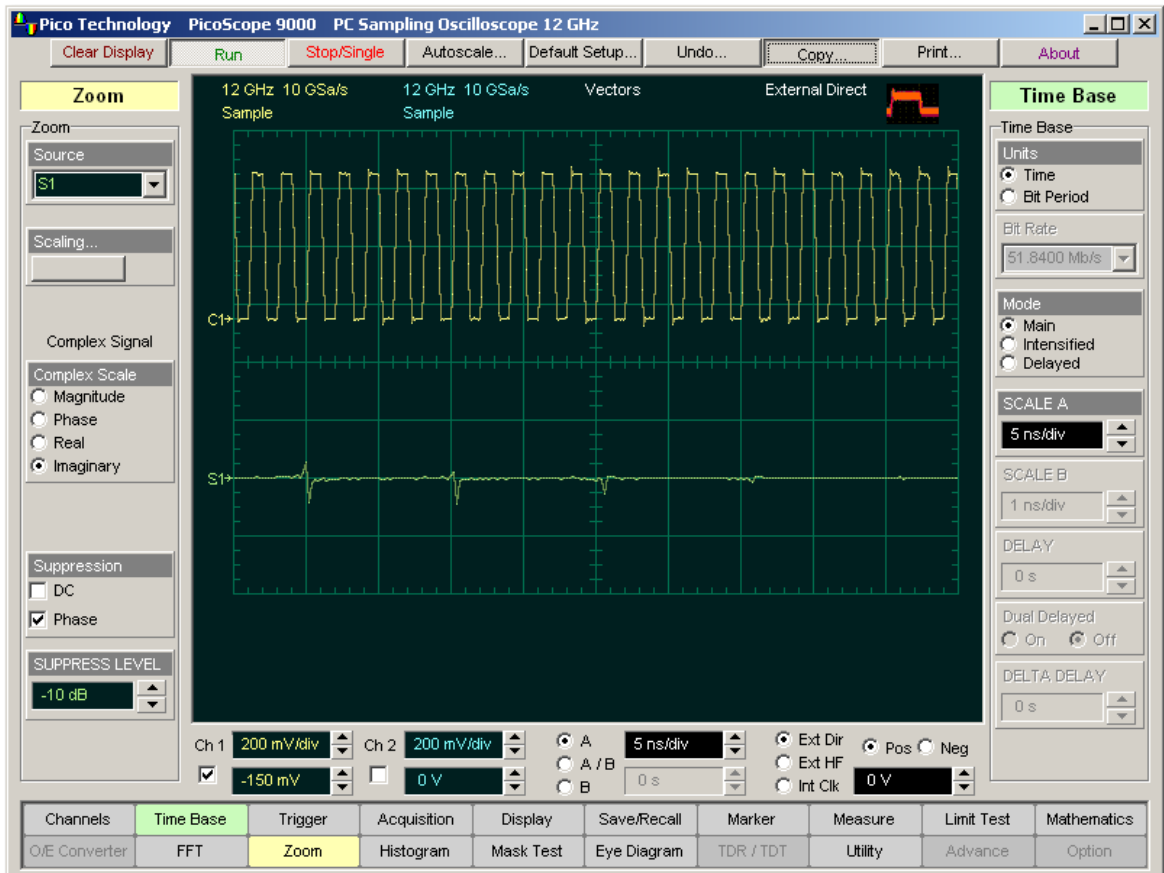 Pico Technology PicoScope 9000 PC Sampling Oscilloscope 12 GHz
Clear Display Run Stop/Single Autoscale... Default Setup... Undo... Copy... Print... About
Zoom
Zoom
Source
S1
Scaling...
Complex Signal
Complex Scale
Magnitude
Phase
Real
Imaginary
Suppression
DC
Phase
SUPPRESS LEVEL
-10 dB
12 GHz 10 GSa/s 12 GHz 10 GSa/s Vectors External Direct
Sample Sample
C1
S1
Time Base
Time Base
Units
Time
Bit Period
Bit Rate
51.8400 Mb/s
Mode
Main
Intensified
Delayed
SCALE A
5 ns/div
SCALE B
1 ns/div
DELAY
0 s
Dual Delayed
On Off
DELTA DELAY
0 s
Ch 1 200 mV/div Ch 2 200 mV/div A 5 ns/div Ext Dir Pos Neg
A / B Ext HF
-150 mV 0 V B 0 s Int Clk 0 V
Channels Time Base Trigger Acquisition Display Save/Recall Marker Measure Limit Test Mathematics
O/E Converter FFT Zoom Histogram Mask Test Eye Diagram TDR / TDT Utility Advance Option